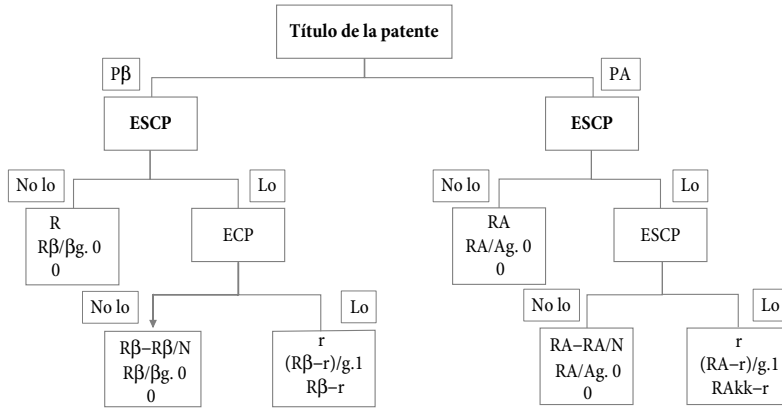 Título de la patente
Pβ
PA
ESCP
ESCP
No lo
Lo
No lo
Lo
R
Rβ/βg. 0
0
ECP
RA
RA/Ag. 0
0
ESCP
No lo
Lo
No lo
Lo
Rβ–Rβ/N
Rβ/βg. 0
0
r
(Rβ–r)/g.1
Rβ–r
RA–RA/N
RA/Ag. 0
0
r
(RA–r)/g.1
RAkk–r